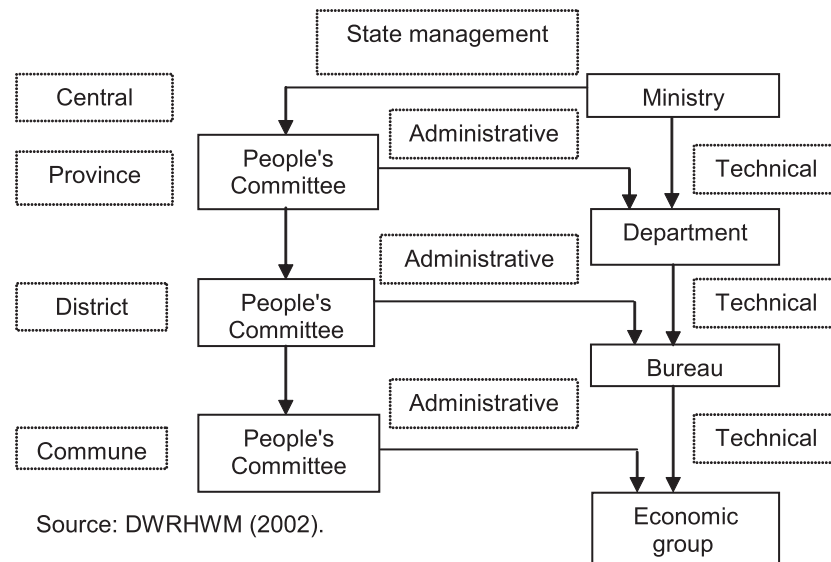 State management
Central
Ministry
Administrative
People's
Committee
Province
Technical
Department
Administrative
District
People's
Committee
Technical
Bureau
Administrative
Commune
People's
Committee
Technical
Economic
group
Source: DWRHWM (2002).